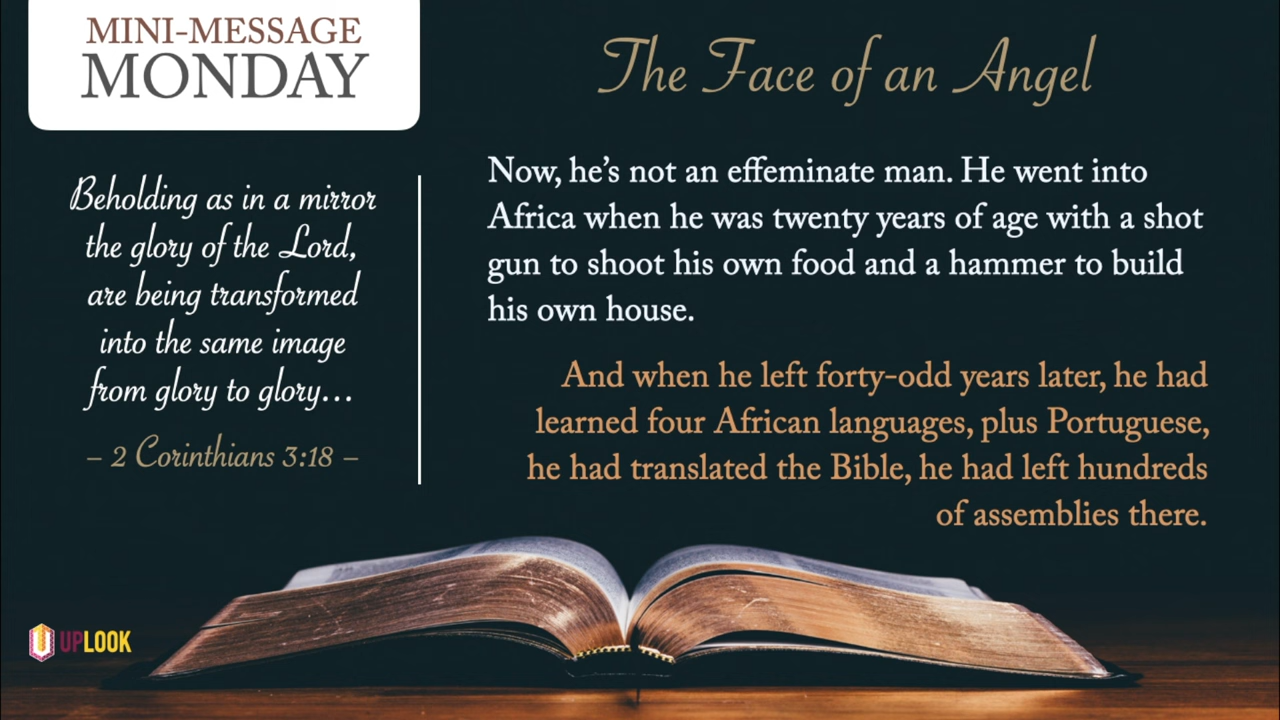 MINI-MESSAGE
MONDAY
Beholding as in a mirror
the glory of the Lord,
are being transformed
into the same image
from glory to glory...
– 2 Corinthians 3:18 –
The Face of an Angel
Now, he’s not an effeminate man. He went into
Africa when he was twenty years of age with a shot
gun to shoot his own food and a hammer to build
his own house.
And when he left forty-odd years later, he had
learned four African languages, plus Portuguese,
he had translated the Bible, he had left hundreds
of assemblies there.
UPLOOK